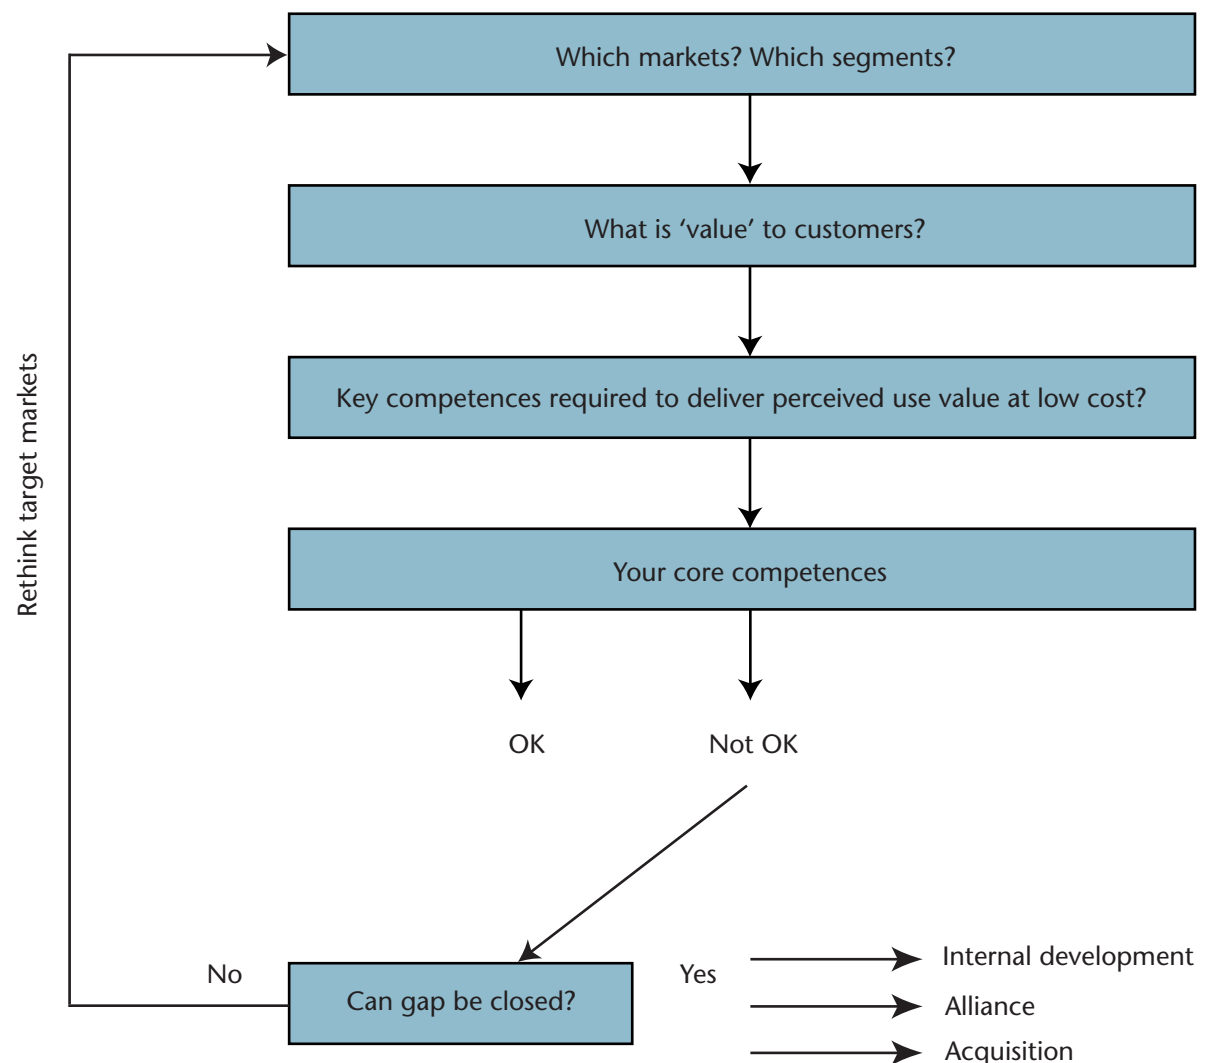 Which markets? Which segments?
What is ‘value’ to customers?
Key competences required to deliver perceived use value at low cost?
Rethink target markets
Your core competences
OK
Not OK
No
Can gap be closed?
Yes
Internal development
Alliance
Acquisition